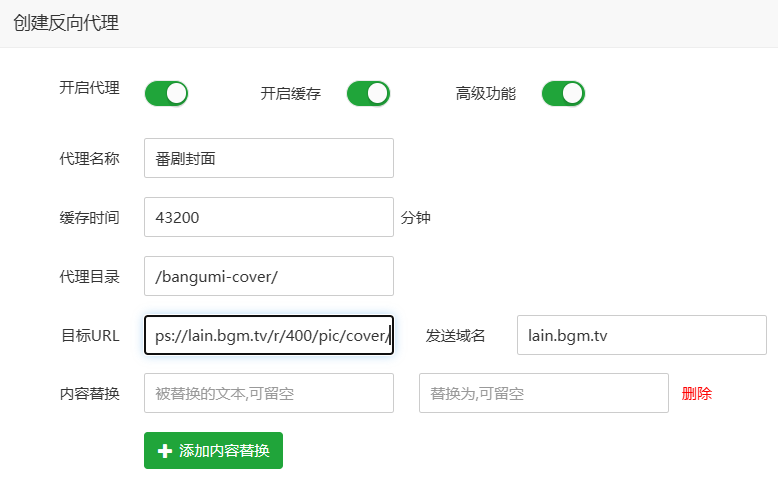 创建反向代理
开启代理 开启缓存 高级功能
代理名称 番剧封面
缓存时间 43200 分钟
代理目录 /bangumi-cover/
目标URL ps://lain.bgm.tv/r/400/pic/cover/ 发送域名 lain.bgm.tv
内容替换 被替换的文本,可留空 替换为,可留空 删除
添加内容替换